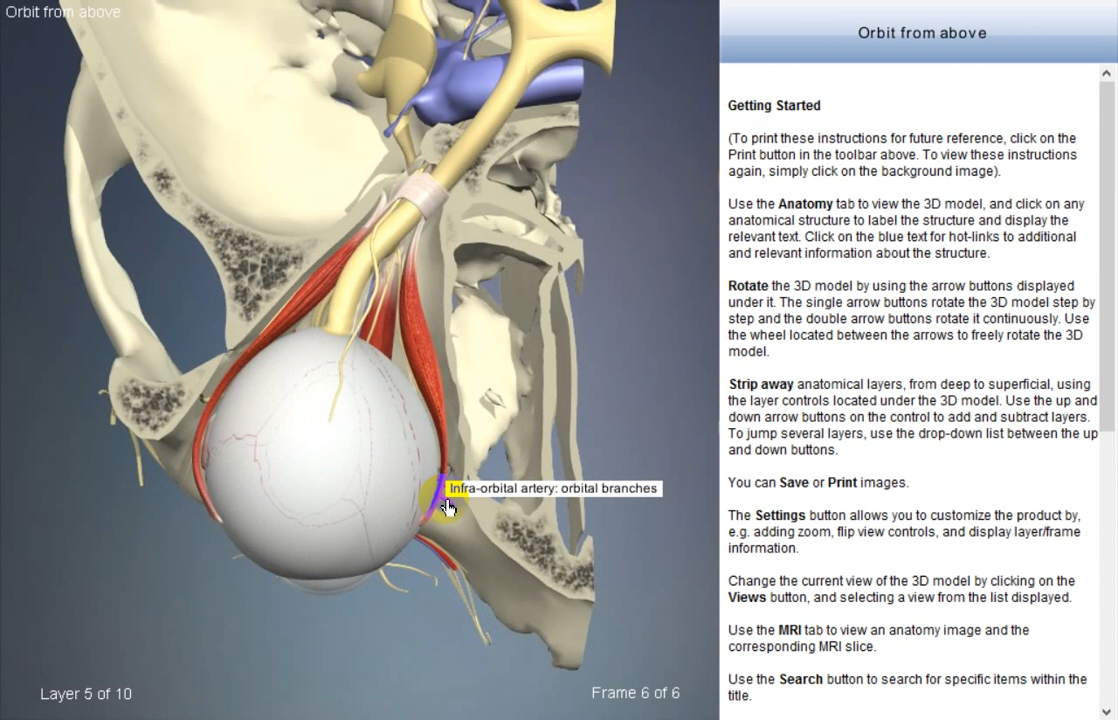 Orbit from above
Orbit from above
Getting Started
(To print these instructions for future reference, click on the
Print button in the toolbar above. To view these instructions
again, simply click on the background image).
Use the Anatomy tab to view the 3D model, and click on any
anatomical structure to label the structure and display the
relevant text. Click on the blue text for hot-links to additional
and relevant information about the structure.
Rotate the 3D model by using the arrow buttons displayed
under it. The single arrow buttons rotate the 3D model step by
step and the double arrow buttons rotate it continuously. Use
the wheel located between the arrows to freely rotate the 3D
model.
Strip away anatomical layers, from deep to superficial, using
the layer controls located under the 3D model. Use the up and
down arrow buttons on the control to add and subtract layers.
To jump several layers, use the drop-down list between the up
and down buttons.
Infra-orbital artery: orbital branches
You can Save or Print images.
The Settings button allows you to customize the product by,
e.g. adding zoom, flip view controls, and display layer/frame
information.
Change the current view of the 3D model by clicking on the
Views button, and selecting a view from the list displayed.
Use the MRI tab to view an anatomy image and the
corresponding MRI slice.
Use the Search button to search for specific items within the
title.
Layer 5 of 10
Frame 6 of 6